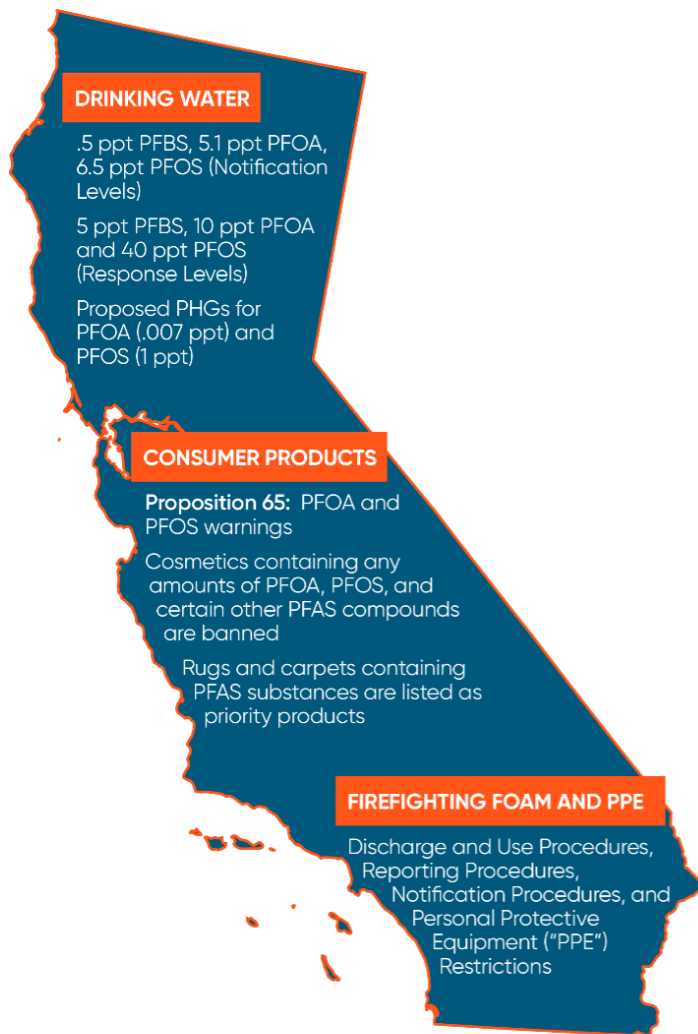 DRINKING WATER
.5 ppt PFBS, 5.1 ppt PFOA,
6.5 ppt PFOS (Notification
Levels)
5 ppt PFBS, 10 ppt PFOA
and 40 ppt PFOS
(Response Levels)
Proposed PHGs for
PFOA (.007 ppt) and
PFOS (1 ppt)
CONSUMER PRODUCTS
Proposition 65: PFOA and
PFOS warnings
Cosmetics containing any
amounts of PFOA, PFOS, and
certain other PFAS compounds
are banned
Rugs and carpets containing
PFAS substances are listed as
priority products
FIREFIGHTING FOAM AND PPE
Discharge and Use Procedures,
Reporting Procedures,
Notification Procedures, and
Personal Protective
Equipment ("PPE")
Restrictions